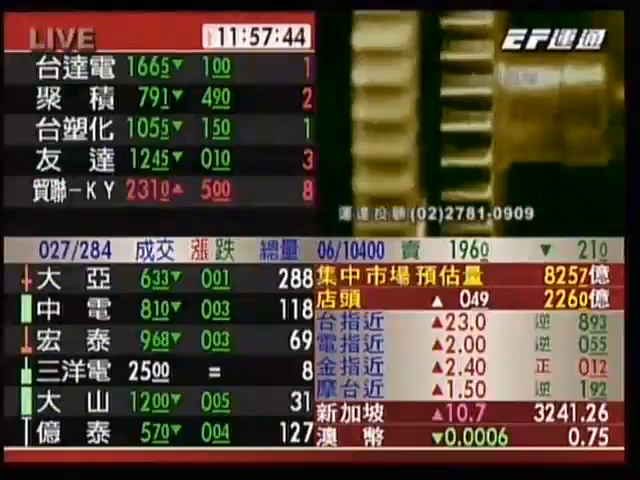 LIVE 11:57:44
EF運通
台達電 1665▼ 100 1
聚積 791▼ 490 2
台塑化 1055▼ 150 1
友達 1245▼ 010 3
貿聯-KY 2310▲ 500 8
運達投顧(02)2781-0909
027/284 成交 漲跌 總量
大亞 633▼ 001 288
中電 810▼ 003 118
宏泰 968▼ 003 69
三洋電 2500 = 8
大山 1200▼ 005 31
億泰 570▼ 004 127
06/10400 賣 1960 ▼ 210
集中市場預估量 8257億
店頭 ▲ 049 2260億
台指近 ▲23.0 逆 893
電指近 ▲2.00 逆 055
金指近 ▲2.40 正 012
摩台近 ▲1.50 逆 192
新加坡 ▲10.7 3241.26
澳幣 ▼0.0006 0.75